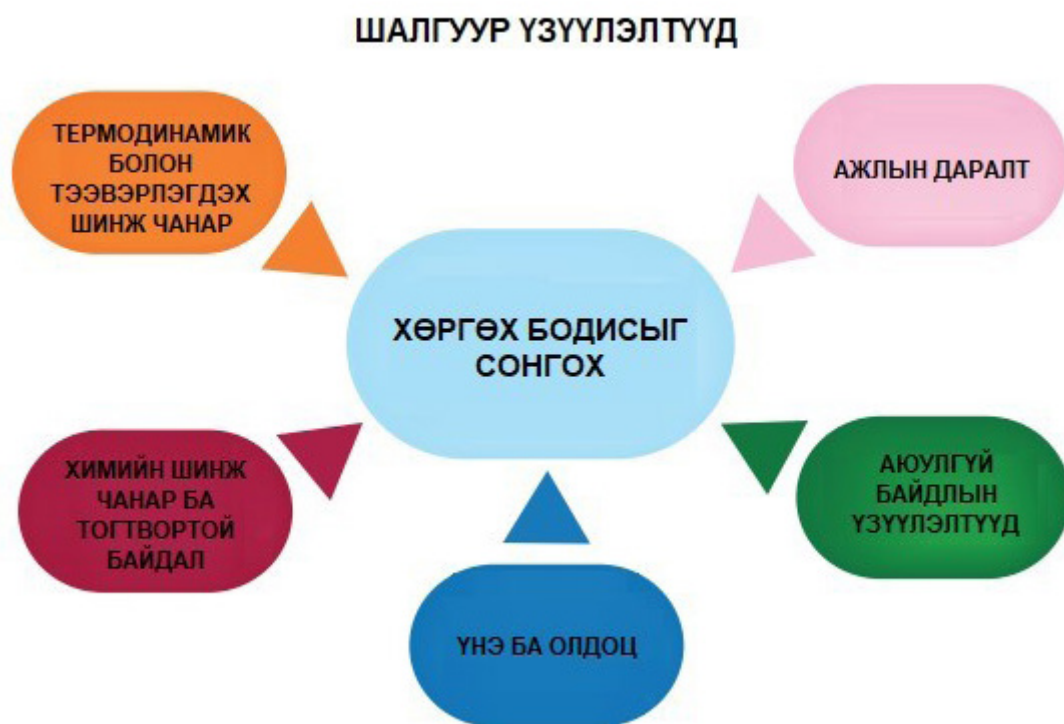 ШАЛГУУР ҮЗҮҮЛЭЛТҮҮД
ТЕРМОДИНАМИК
БОЛОН
ТЭЭВЭРЛЭГДЭХ
ШИНЖ ЧАНАР
АЖЛЫН ДАРАЛТ
ХӨРГӨХ БОДИСЫГ
СОНГОХ
ХИМИЙН ШИНЖ
ЧАНАР БА
ТОГТВОРТОЙ
БАЙДАЛ
АЮУЛГҮЙ
БАЙДЛЫН
ҮЗҮҮЛЭЛТҮҮД
ҮНЭ БА ОЛДОЦ